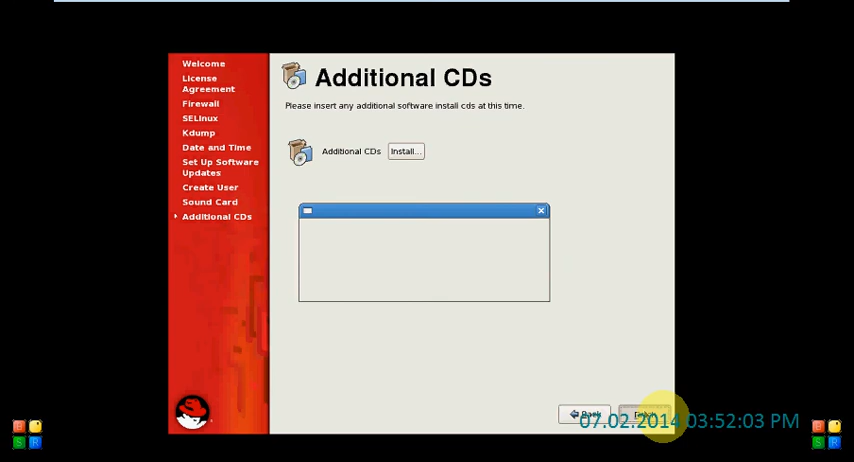 Welcome
License
Agreement
Firewall
SELinux
Kdump
Date and Time
Set Up Software
Updates
Create User
Sound Card
Additional CDs
Additional CDs
Please insert any additional software install cds at this time.
Additional CDs
Install...
Back
07.02.2014 03:52:03 PM
B
S R
B
S R